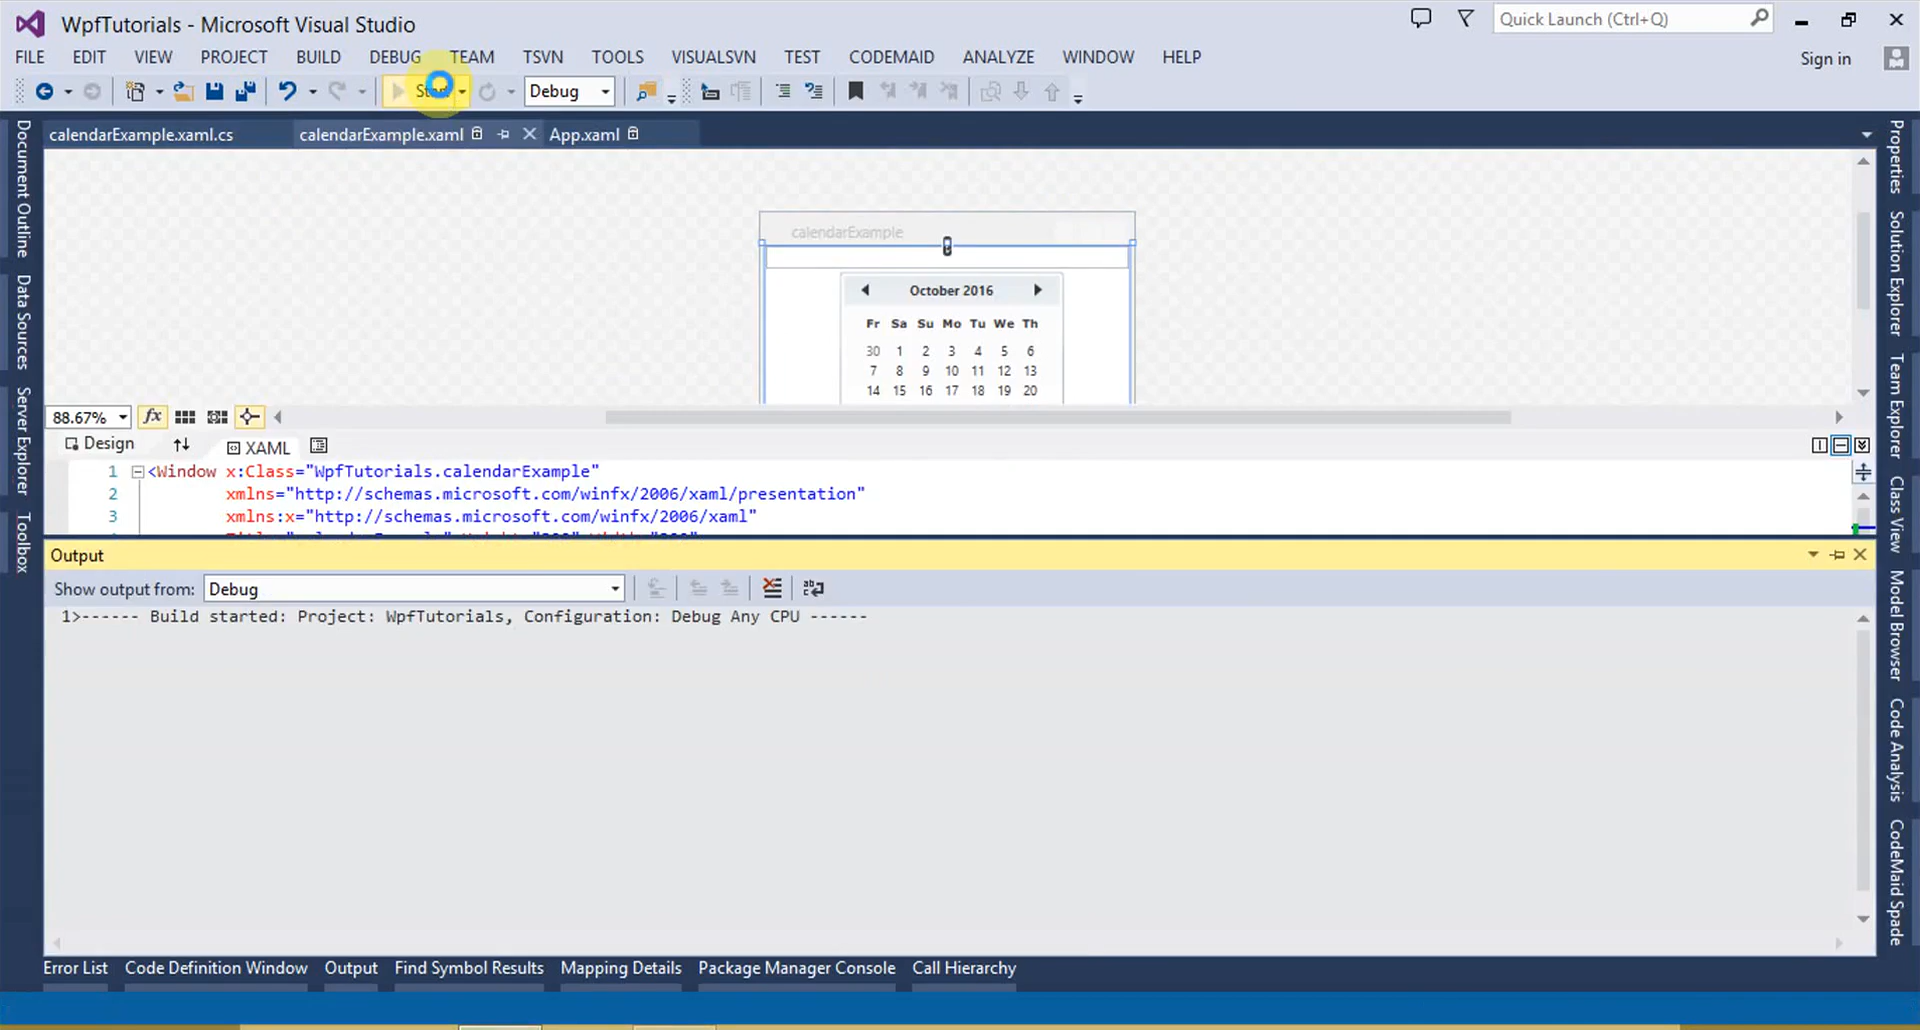 WpfTutorials - Microsoft Visual Studio
Quick Launch (Ctrl+Q)
FILE EDIT VIEW PROJECT BUILD DEBUG TEAM TSVN TOOLS VISUALSVN TEST CODEMAID ANALYZE WINDOW HELP
Sign in
Debug
calendarExample.xaml.cs calendarExample.xaml App.xaml
calendarExample
October 2016
Fr Sa Su Mo Tu We Th
30 1 2 3 4 5 6
7 8 9 10 11 12 13
14 15 16 17 18 19 20
88.67%
Design XAML
1 <Window x:Class="WpfTutorials.calendarExample"
2 xmlns="http://schemas.microsoft.com/winfx/2006/xaml/presentation"
3 xmlns:x="http://schemas.microsoft.com/winfx/2006/xaml"
Output
Show output from: Debug
1>------ Build started: Project: WpfTutorials, Configuration: Debug Any CPU ------
Error List Code Definition Window Output Find Symbol Results Mapping Details Package Manager Console Call Hierarchy
Document Outline
Data Sources
Server Explorer
Toolbox
Properties
Solution Explorer
Team Explorer
Class View
Model Browser
Code Analysis
CodeMaid Spade